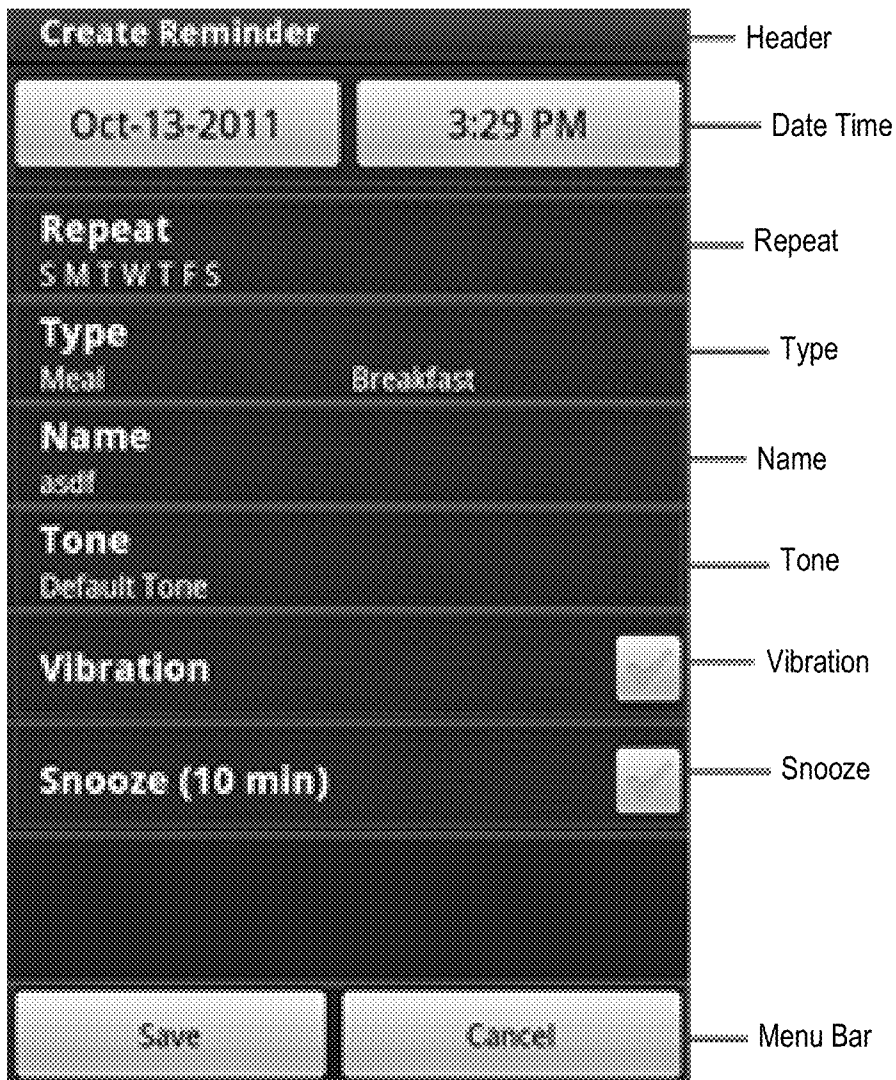 Create Reminder
Header
Oct-13-2011 3:29 PM
Date Time
Repeat
S M T W T F S
Repeat
Type
Meal Breakfast
Type
Name
asdf
Name
Tone
Default Tone
Tone
Vibration
Vibration
Snooze (10 min)
Snooze
Save Cancel
Menu Bar